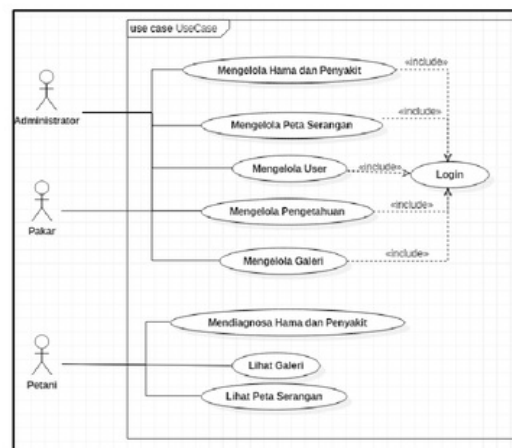 use case UseCase
Mengelola Hama dan Penyakit
«include»
Administrator
Mengelola Peta Serangan
«include»
Mengelola User
«include»
Login
Pakar
Mengelola Pengetahuan
«include»
Mengelola Galeri
«include»
Mendiagnosa Hama dan Penyakit
Petani
Lihat Galeri
Lihat Peta Serangan